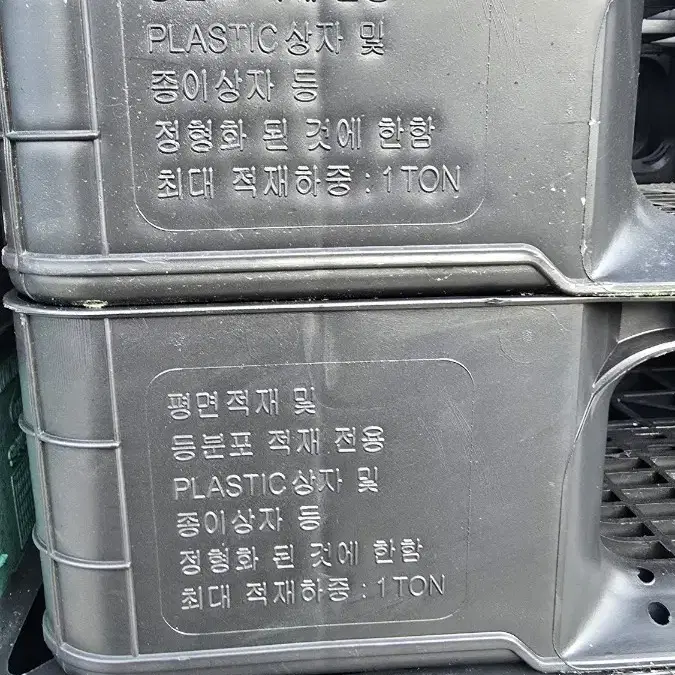 PLASTIC상자 및
종이상자 등
정형화 된 것에 한함
최대 적재하중 : 1TON
평면적재 및
등분포 적재 전용
PLASTIC상자 및
종이상자 등
정형화 된 것에 한함
최대 적재하중 : 1TON